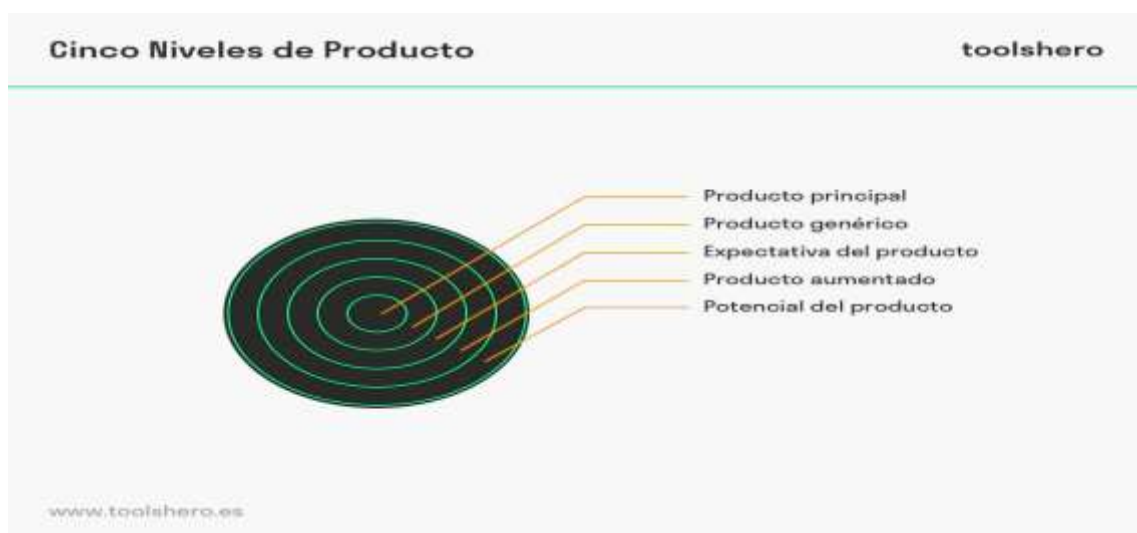 Cinco Niveles de Producto
toolshero
Producto principal
Producto genérico
Expectativa del producto
Producto aumentado
Potencial del producto
www.toolshero.es